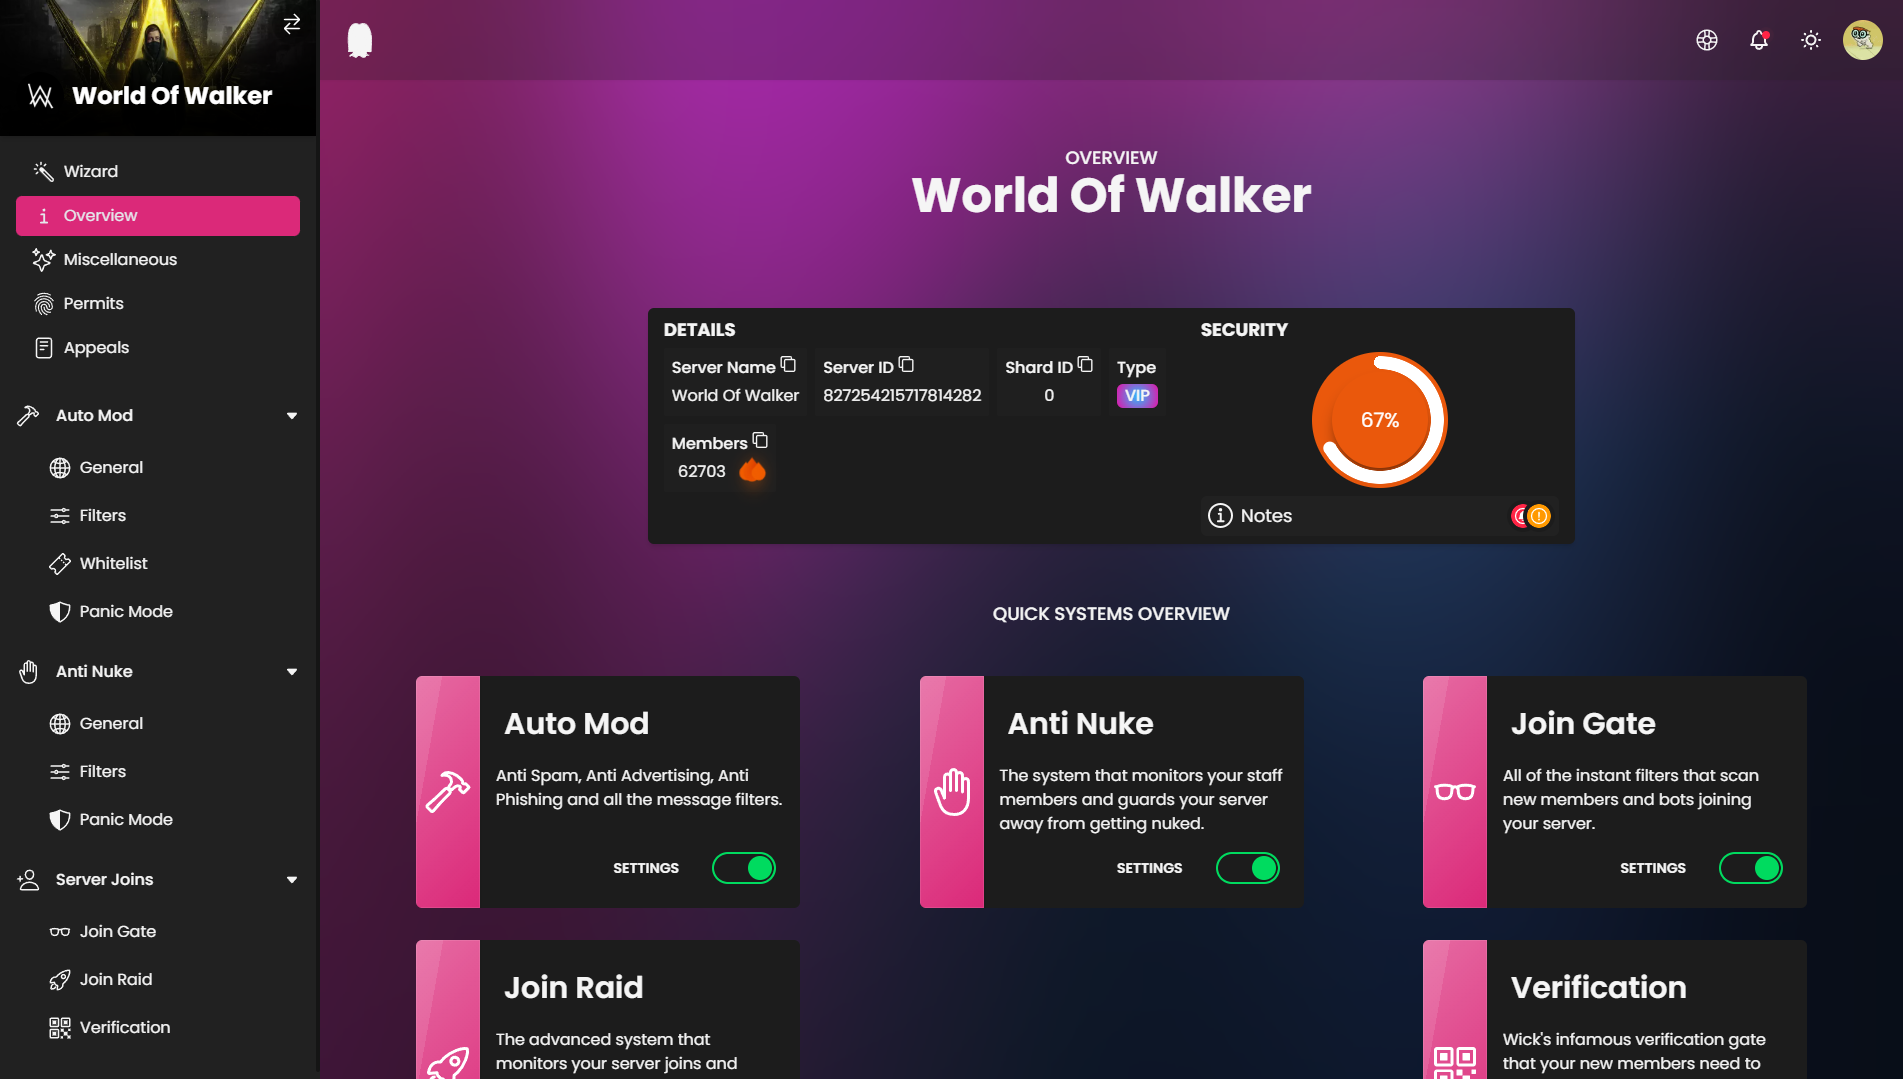 World Of Walker
Wizard
Overview
Miscellaneous
Permits
Appeals
Auto Mod
General
Filters
Whitelist
Panic Mode
Anti Nuke
General
Filters
Panic Mode
Server Joins
Join Gate
Join Raid
Verification
OVERVIEW
World Of Walker
DETAILS
Server Name
World Of Walker
Server ID
827254215717814282
Shard ID
0
Type
VIP
Members
62703
SECURITY
67%
Notes
QUICK SYSTEMS OVERVIEW
Auto Mod
Anti Spam, Anti Advertising, Anti
Phishing and all the message filters.
SETTINGS
Anti Nuke
The system that monitors your staff
members and guards your server
away from getting nuked.
SETTINGS
Join Gate
All of the instant filters that scan
new members and bots joining
your server.
SETTINGS
Join Raid
The advanced system that
monitors your server joins and
Verification
Wick's infamous verification gate
that your new members need to